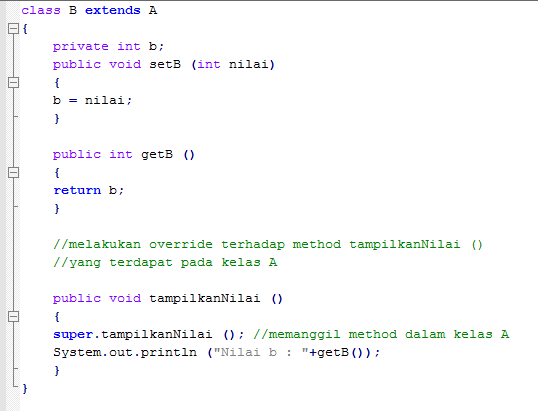 class B extends A
{
private int b;
public void setB (int nilai)
{
b = nilai;
}
public int getB ()
{
return b;
}
//melakukan override terhadap method tampilkanNilai ()
//yang terdapat pada kelas A
public void tampilkanNilai ()
{
super.tampilkanNilai (); //memanggil method dalam kelas A
System.out.println ("Nilai b : "+getB());
}
}